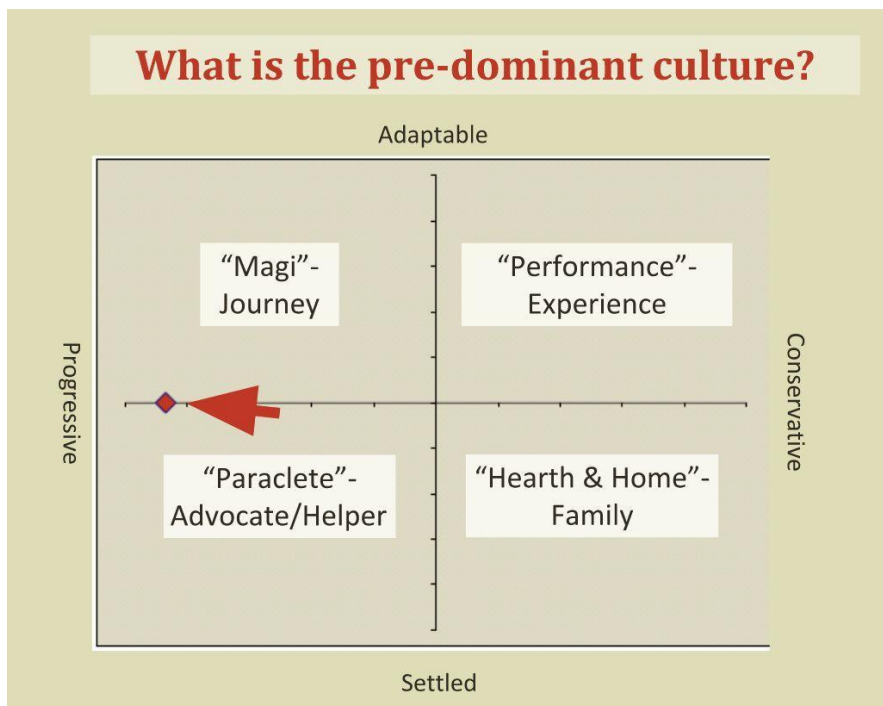 What is the pre-dominant culture?
Adaptable
“Magi”-
Journey
“Performance”-
Experience
Progressive
Conservative
“Paraclete”-
Advocate/Helper
“Hearth & Home”-
Family
Settled